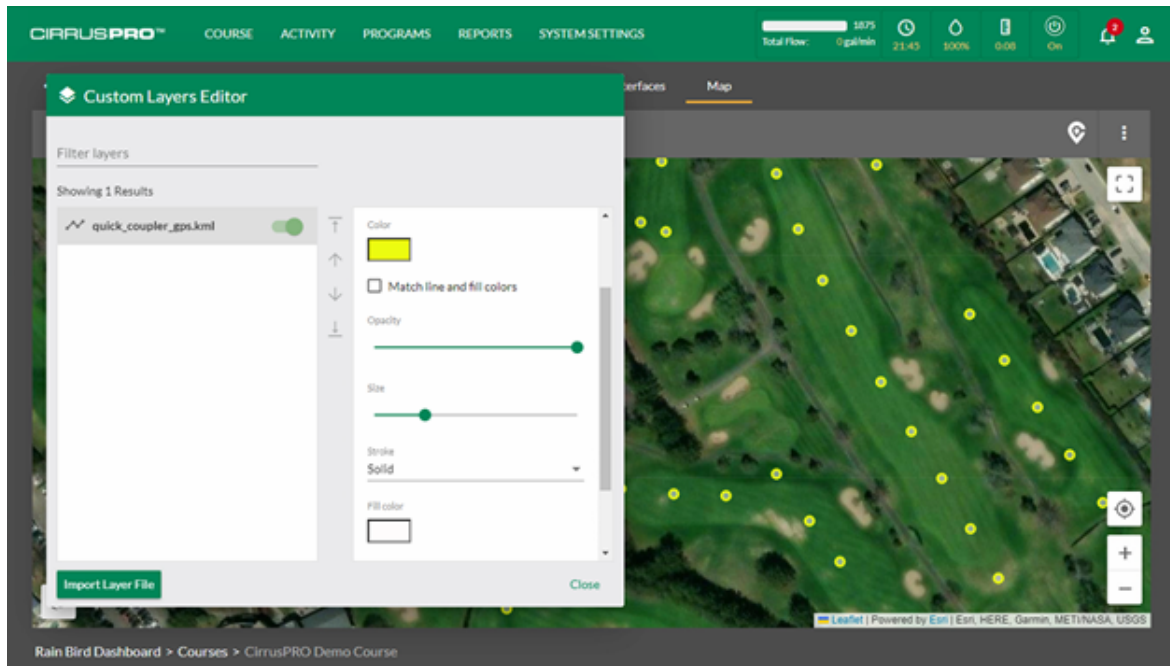 CIRRUSPRO™ COURSE ACTIVITY PROGRAMS REPORTS SYSTEM SETTINGS
1875
Total Flow: 0 gal/min
21:45 100% 0.08 On 2
Custom Layers Editor
terfaces Map
Filter layers
Showing 1 Results
quick_coupler_gps.kml
Color
Match line and fill colors
Opacity
Size
Stroke
Solid
Fill color
Import Layer File
Close
+
−
Leaflet | Powered by Esri | Esri, HERE, Garmin, METI/NASA, USGS
Rain Bird Dashboard > Courses > CirrusPRO Demo Course